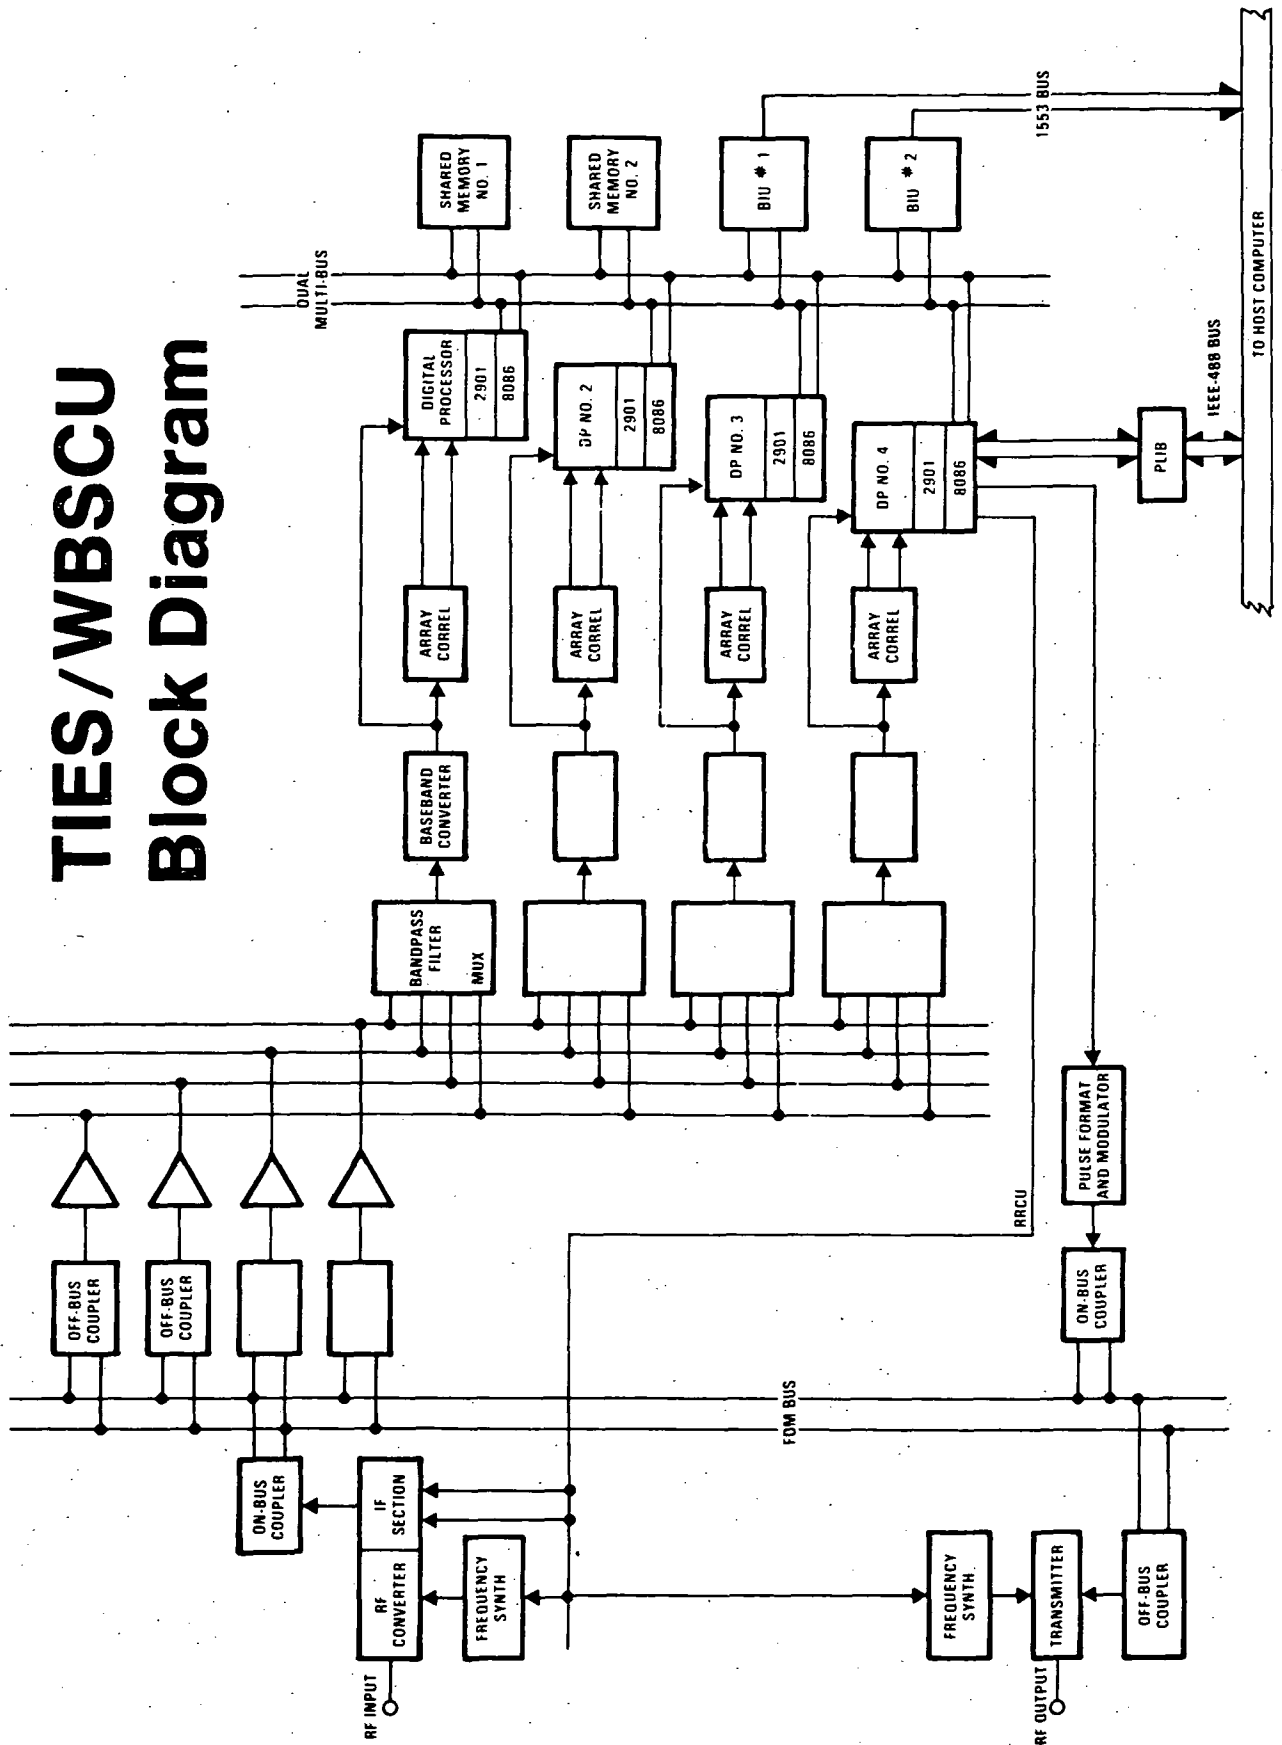 TIES/WBSCU
Block Diagram
OFF-BUS
COUPLER
OFF-BUS
COUPLER
ON-BUS
COUPLER
RF INPUT
RF
CONVERTER
IF
SECTION
FREQUENCY
SYNTH
FDM BUS
RRCU
BANDPASS
FILTER
MUX
BASEBAND
CONVERTER
ARRAY
CORREL
DIGITAL
PROCESSOR
2901
8086
DUAL
MULTI-BUS
SHARED
MEMORY
NO. 1
ARRAY
CORREL
DP NO. 2
2901
8086
SHARED
MEMORY
NO. 2
ARRAY
CORREL
DP NO. 3
2901
8086
BIU # 1
ARRAY
CORREL
DP NO. 4
2901
8086
BIU # 2
1553 BUS
PLIB
IEEE-488 BUS
TO HOST COMPUTER
PULSE FORMAT
AND MODULATOR
ON-BUS
COUPLER
FREQUENCY
SYNTH
RF OUTPUT
TRANSMITTER
OFF-BUS
COUPLER